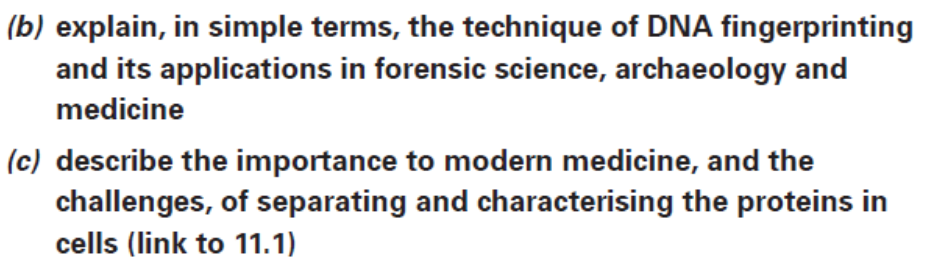 (b) explain, in simple terms, the technique of DNA fingerprinting
and its applications in forensic science, archaeology and
medicine
(c) describe the importance to modern medicine, and the
challenges, of separating and characterising the proteins in
cells (link to 11.1)